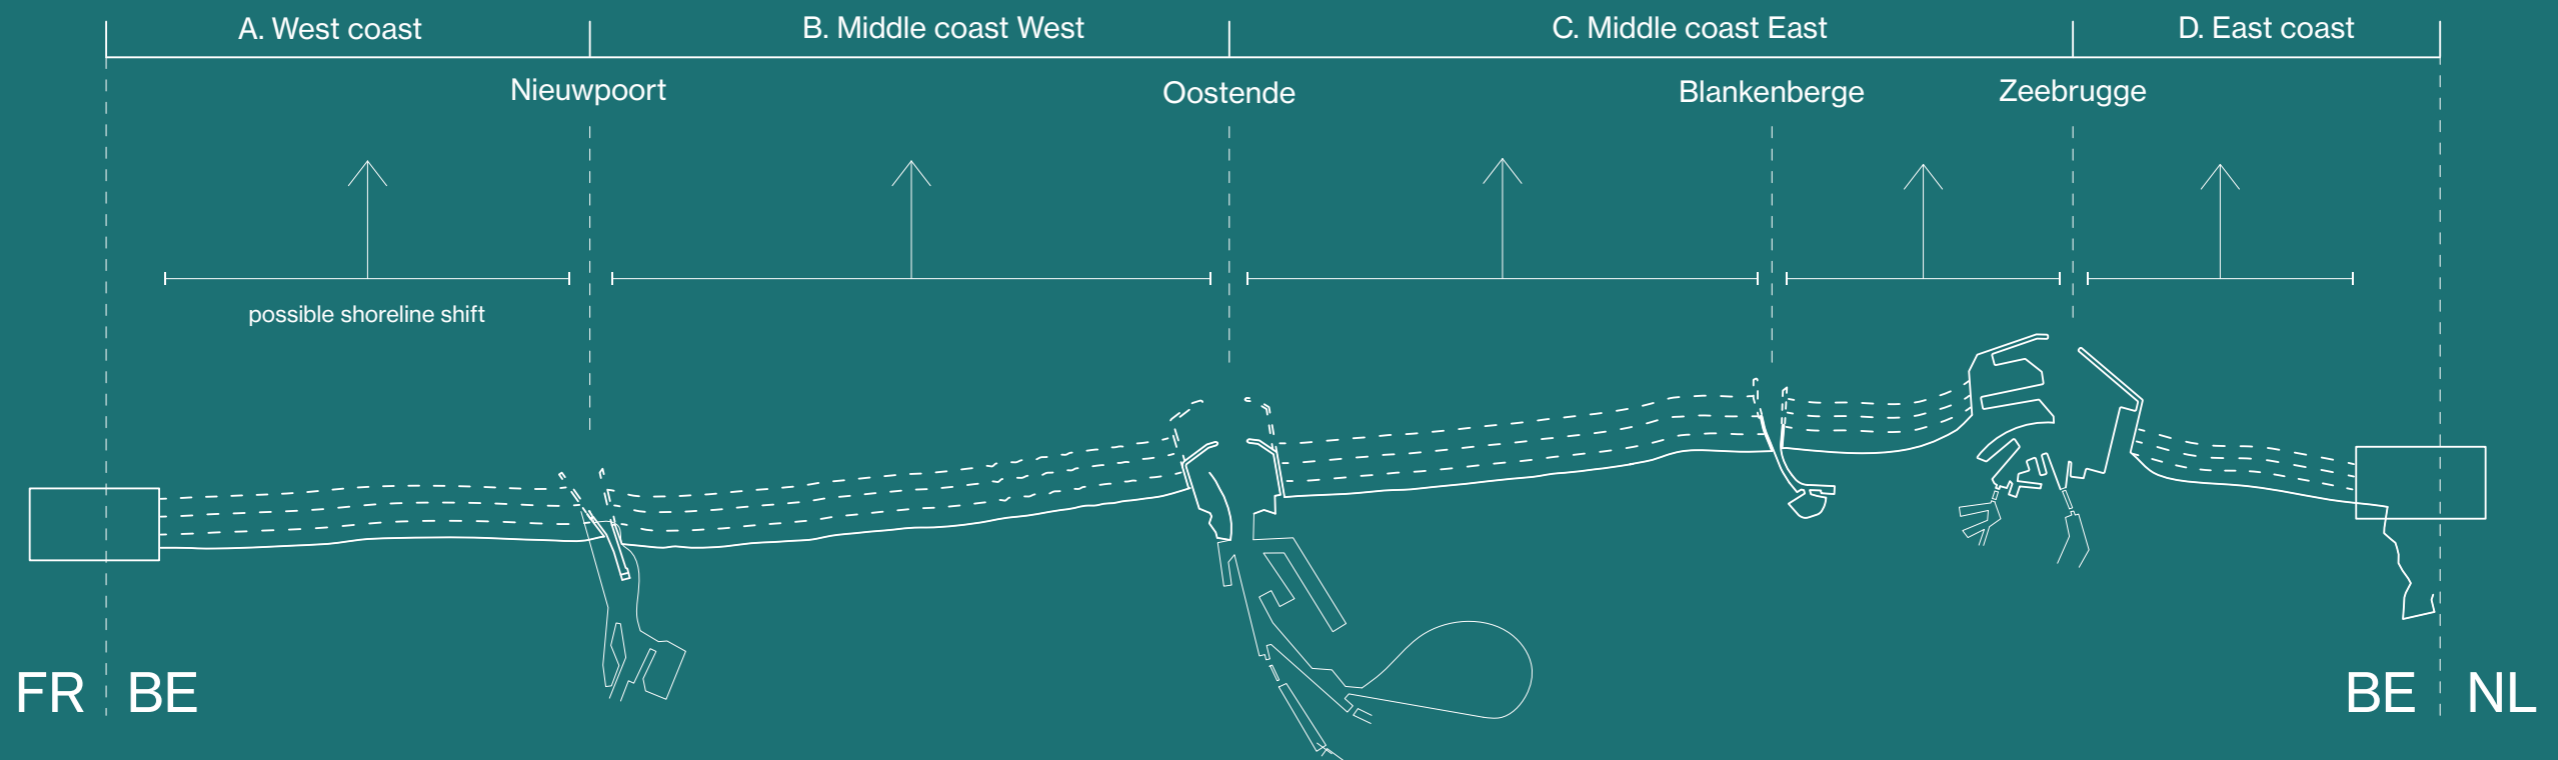 A. West coast
B. Middle coast West
C. Middle coast East
D. East coast
Nieuwpoort
Oostende
Blankenberge
Zeebrugge
possible shoreline shift
FR
BE
BE
NL